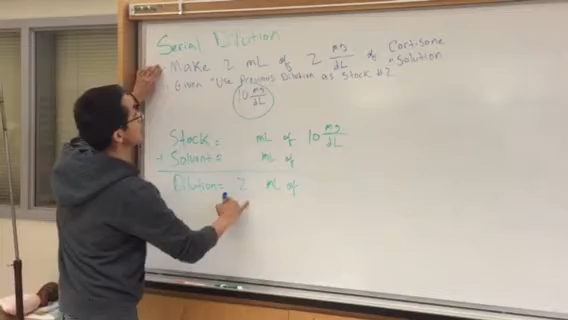 Serial Dilution
Make 2 mL of 2 mg/dL of Cortisone Solution
Given "Use Previous Dilution as Stock #2"
10 mg/dL
Stock = mL of 10 mg/dL
+ Solvent = mL of
Dilution = 2 mL of